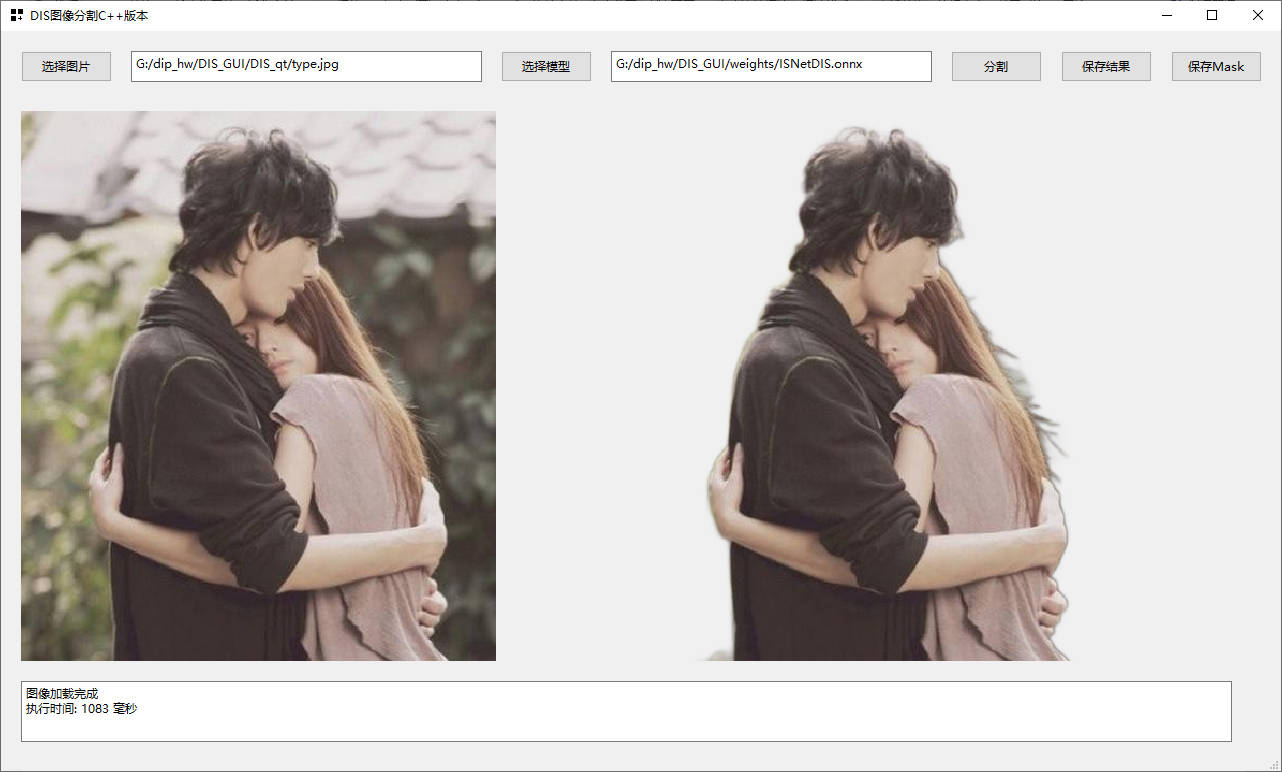 DIS图像分割C++版本
选择图片
G:/dip_hw/DIS_GUI/DIS_qt/type.jpg
选择模型
G:/dip_hw/DIS_GUI/weights/ISNetDIS.onnx
分割
保存结果
保存Mask
图像加载完成
执行时间: 1083 毫秒